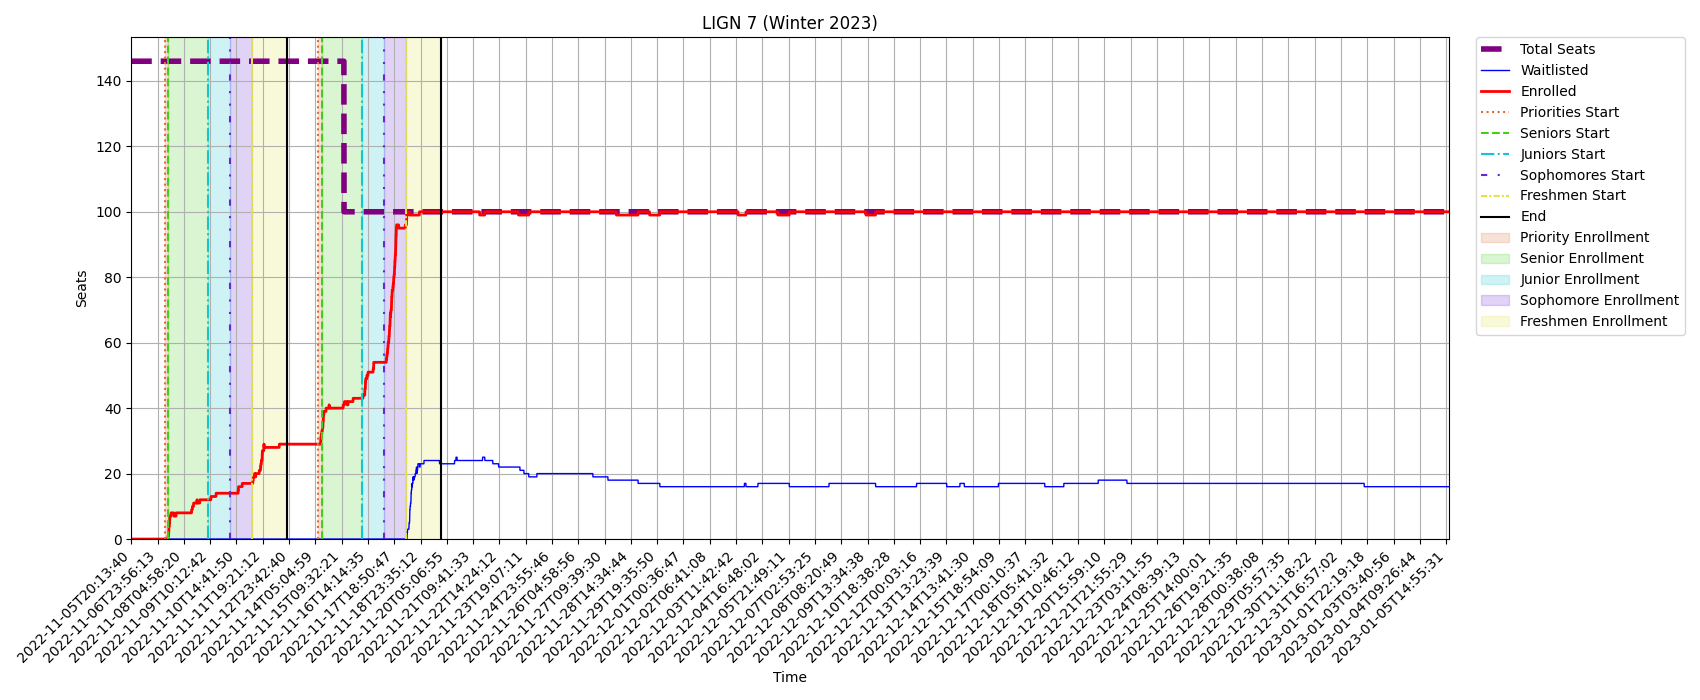 LIGN 7 (Winter 2023)
Total Seats
Waitlisted
Enrolled
Priorities Start
Seniors Start
Juniors Start
Sophomores Start
Freshmen Start
End
Priority Enrollment
Senior Enrollment
Junior Enrollment
Sophomore Enrollment
Freshmen Enrollment
Seats
140
120
100
80
60
40
20
0
2022-11-05T20:13:40
2022-11-06T23:56:13
2022-11-08T04:58:20
2022-11-09T10:12:42
2022-11-10T14:41:50
2022-11-11T19:21:12
2022-11-12T23:42:40
2022-11-14T05:04:59
2022-11-15T09:32:21
2022-11-16T14:14:35
2022-11-17T18:50:47
2022-11-18T23:35:12
2022-11-20T05:06:55
2022-11-21T09:41:33
2022-11-22T14:24:12
2022-11-23T19:07:11
2022-11-24T23:55:46
2022-11-26T04:58:56
2022-11-27T09:39:30
2022-11-28T14:34:44
2022-11-29T19:35:50
2022-12-01T00:36:47
2022-12-02T06:41:08
2022-12-03T11:42:42
2022-12-04T16:48:02
2022-12-05T21:49:11
2022-12-07T02:53:25
2022-12-08T08:20:49
2022-12-09T13:34:38
2022-12-10T18:38:28
2022-12-12T00:03:16
2022-12-13T13:23:39
2022-12-14T13:41:30
2022-12-15T18:54:09
2022-12-17T00:10:37
2022-12-18T05:41:32
2022-12-19T10:46:12
2022-12-20T15:59:10
2022-12-21T21:55:29
2022-12-23T03:11:55
2022-12-24T08:39:13
2022-12-25T14:00:01
2022-12-26T19:21:35
2022-12-28T00:38:08
2022-12-29T05:57:35
2022-12-30T11:18:22
2022-12-31T16:57:02
2023-01-01T22:19:18
2023-01-03T03:40:56
2023-01-04T09:26:44
2023-01-05T14:55:31
Time